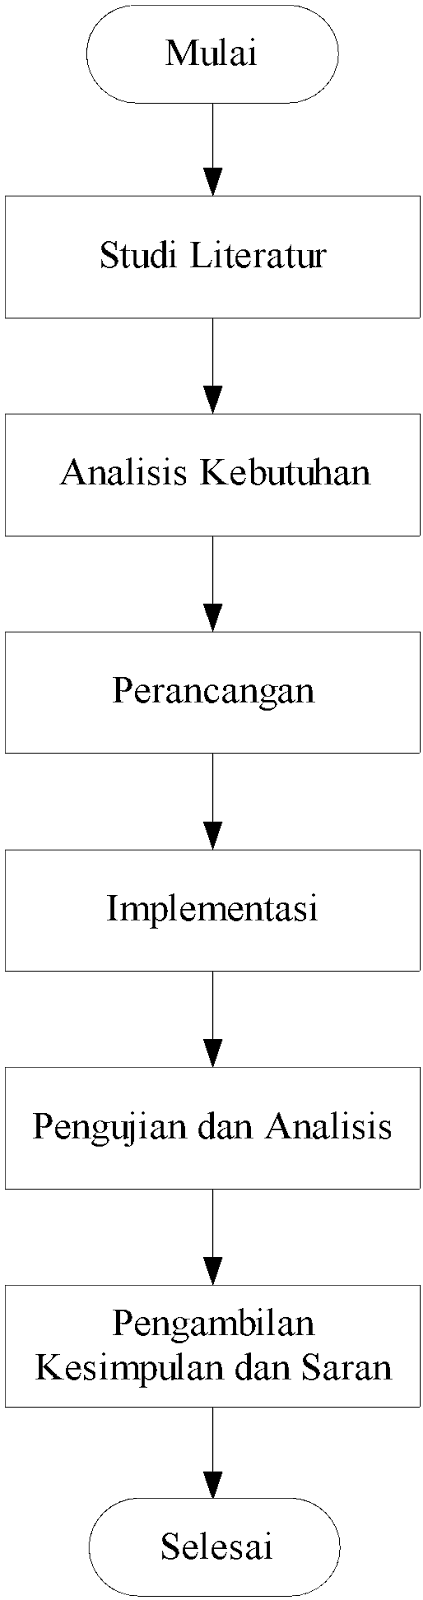 Mulai
Studi Literatur
Analisis Kebutuhan
Perancangan
Implementasi
Pengujian dan Analisis
Pengambilan
Kesimpulan dan Saran
Selesai